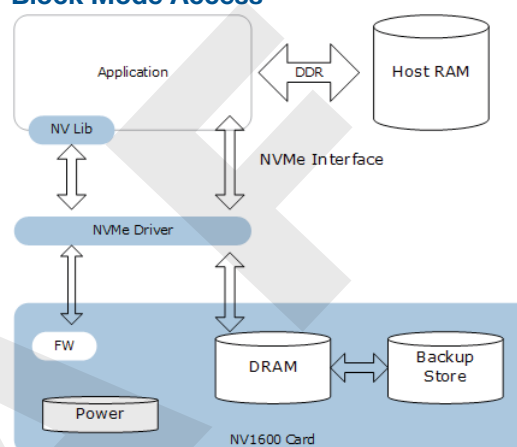 Block Mode Access
Application
DDR
Host RAM
NV Lib
NVMe Interface
NVMe Driver
FW
DRAM
Backup
Store
Power
NV1600 Card